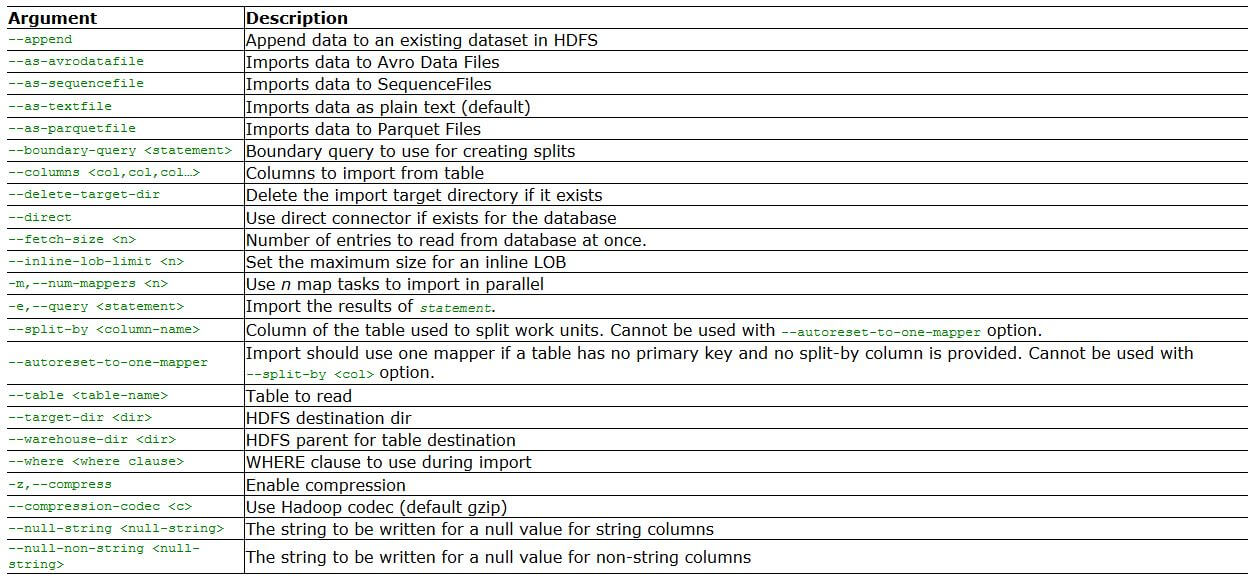 Argument Description
--append Append data to an existing dataset in HDFS
--as-avrodatafile Imports data to Avro Data Files
--as-sequencefile Imports data to SequenceFiles
--as-textfile Imports data as plain text (default)
--as-parquetfile Imports data to Parquet Files
--boundary-query <statement> Boundary query to use for creating splits
--columns <col,col,col…> Columns to import from table
--delete-target-dir Delete the import target directory if it exists
--direct Use direct connector if exists for the database
--fetch-size <n> Number of entries to read from database at once.
--inline-lob-limit <n> Set the maximum size for an inline LOB
-m,--num-mappers <n> Use n map tasks to import in parallel
-e,--query <statement> Import the results of statement.
--split-by <column-name> Column of the table used to split work units. Cannot be used with --autoreset-to-one-mapper option.
--autoreset-to-one-mapper Import should use one mapper if a table has no primary key and no split-by column is provided. Cannot be used with
--split-by <col> option.
--table <table-name> Table to read
--target-dir <dir> HDFS destination dir
--warehouse-dir <dir> HDFS parent for table destination
--where <where clause> WHERE clause to use during import
-z,--compress Enable compression
--compression-codec <c> Use Hadoop codec (default gzip)
--null-string <null-string> The string to be written for a null value for string columns
--null-non-string <null-
string> The string to be written for a null value for non-string columns